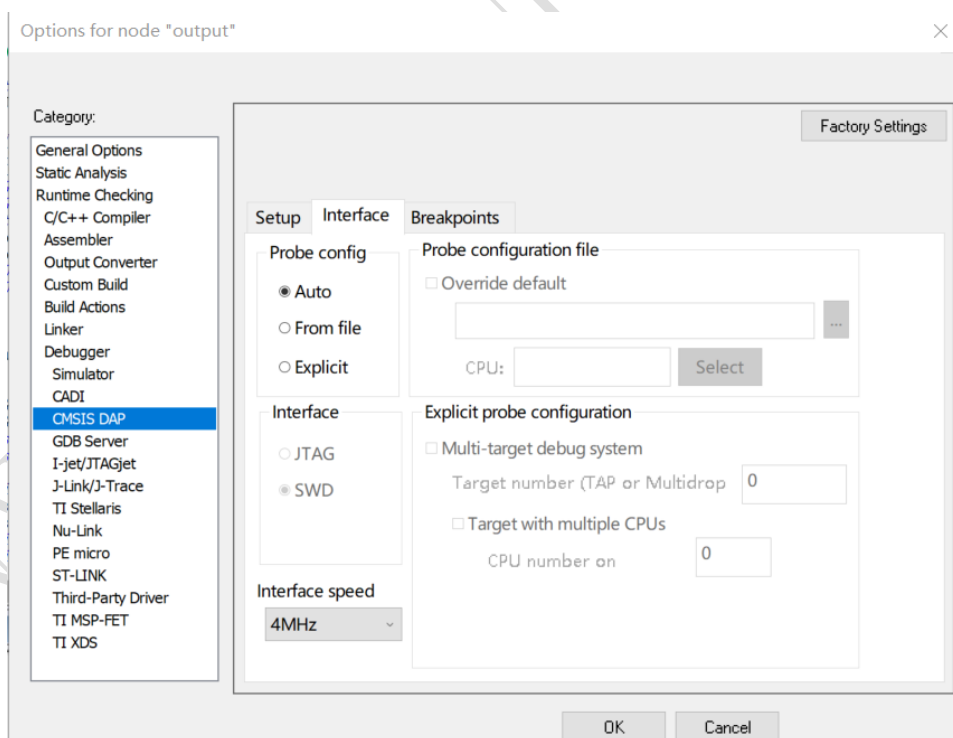 Options for node "output"
Category:
Factory Settings
General Options
Static Analysis
Runtime Checking
C/C++ Compiler
Assembler
Output Converter
Custom Build
Build Actions
Linker
Debugger
Simulator
CADI
CMSIS DAP
GDB Server
I-jet/JTAGjet
J-Link/J-Trace
TI Stellaris
Nu-Link
PE micro
ST-LINK
Third-Party Driver
TI MSP-FET
TI XDS
Setup Interface Breakpoints
Probe config
Auto
From file
Explicit
Probe configuration file
Override default
...
CPU:
Select
Interface
JTAG
SWD
Explicit probe configuration
Multi-target debug system
Target number (TAP or Multidrop 0
Target with multiple CPUs
CPU number on 0
Interface speed
4MHz
OK Cancel